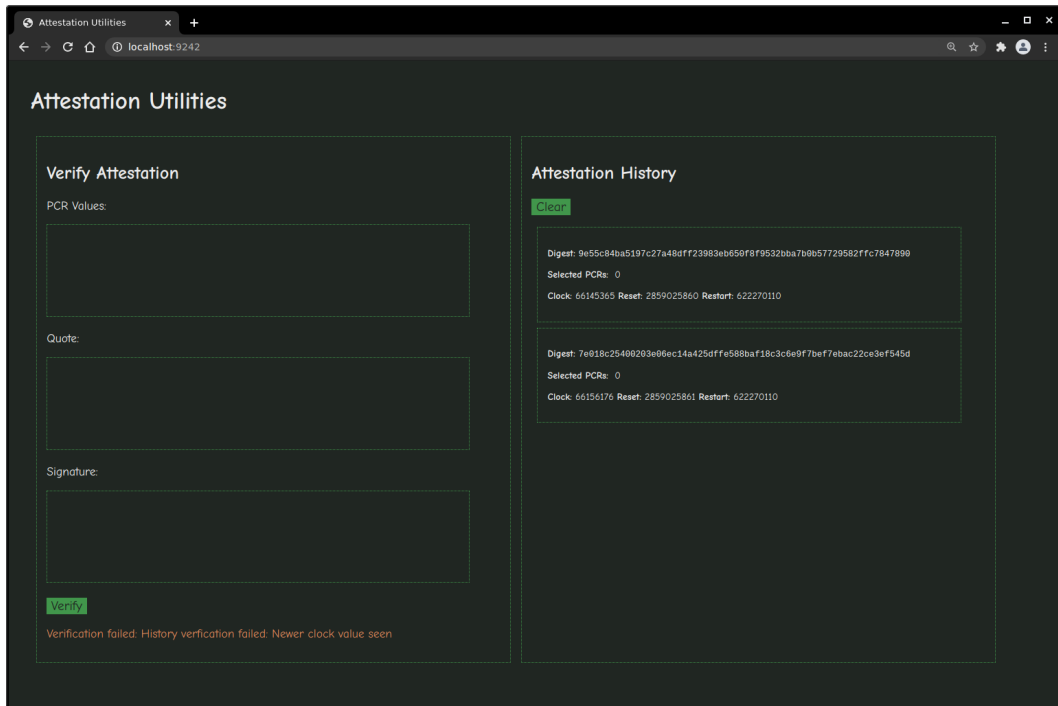 Attestation Utilities
localhost:9242
Attestation Utilities
Verify Attestation
PCR Values:
Quote:
Signature:
Verify
Verification failed: History verfication failed: Newer clock value seen
Attestation History
Clear
Digest: 9e55c84ba5197c27a48dff23983eb650f8f9532bba7b0b57729582ffc7847890
Selected PCRs: 0
Clock: 66145365 Reset: 2859025860 Restart: 622270110
Digest: 7e018c25400203e06ec14a425dffe588baf18c3c6e9f7bef7ebac22ce3ef545d
Selected PCRs: 0
Clock: 66156176 Reset: 2859025861 Restart: 622270110